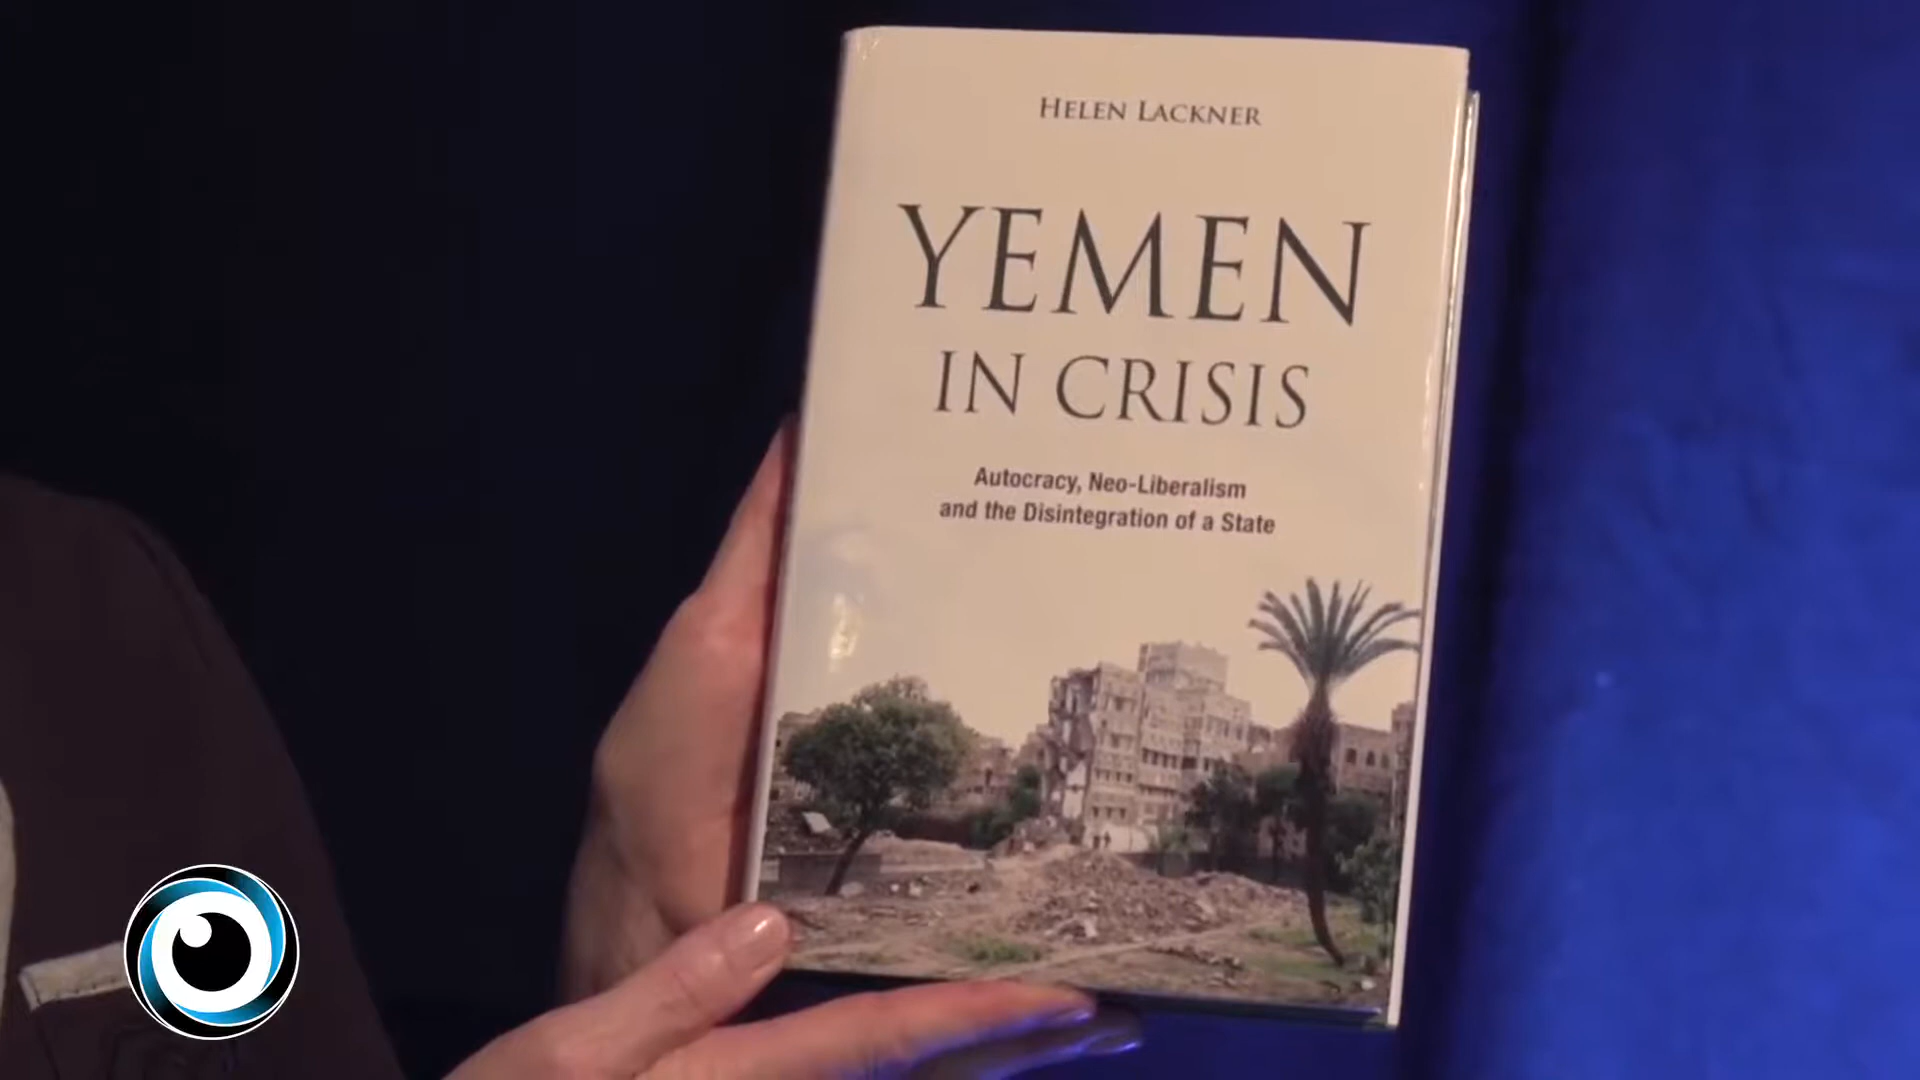 HELEN LACKNER
YEMEN
IN CRISIS
Autocracy, Neo-Liberalism
and the Disintegration of a State